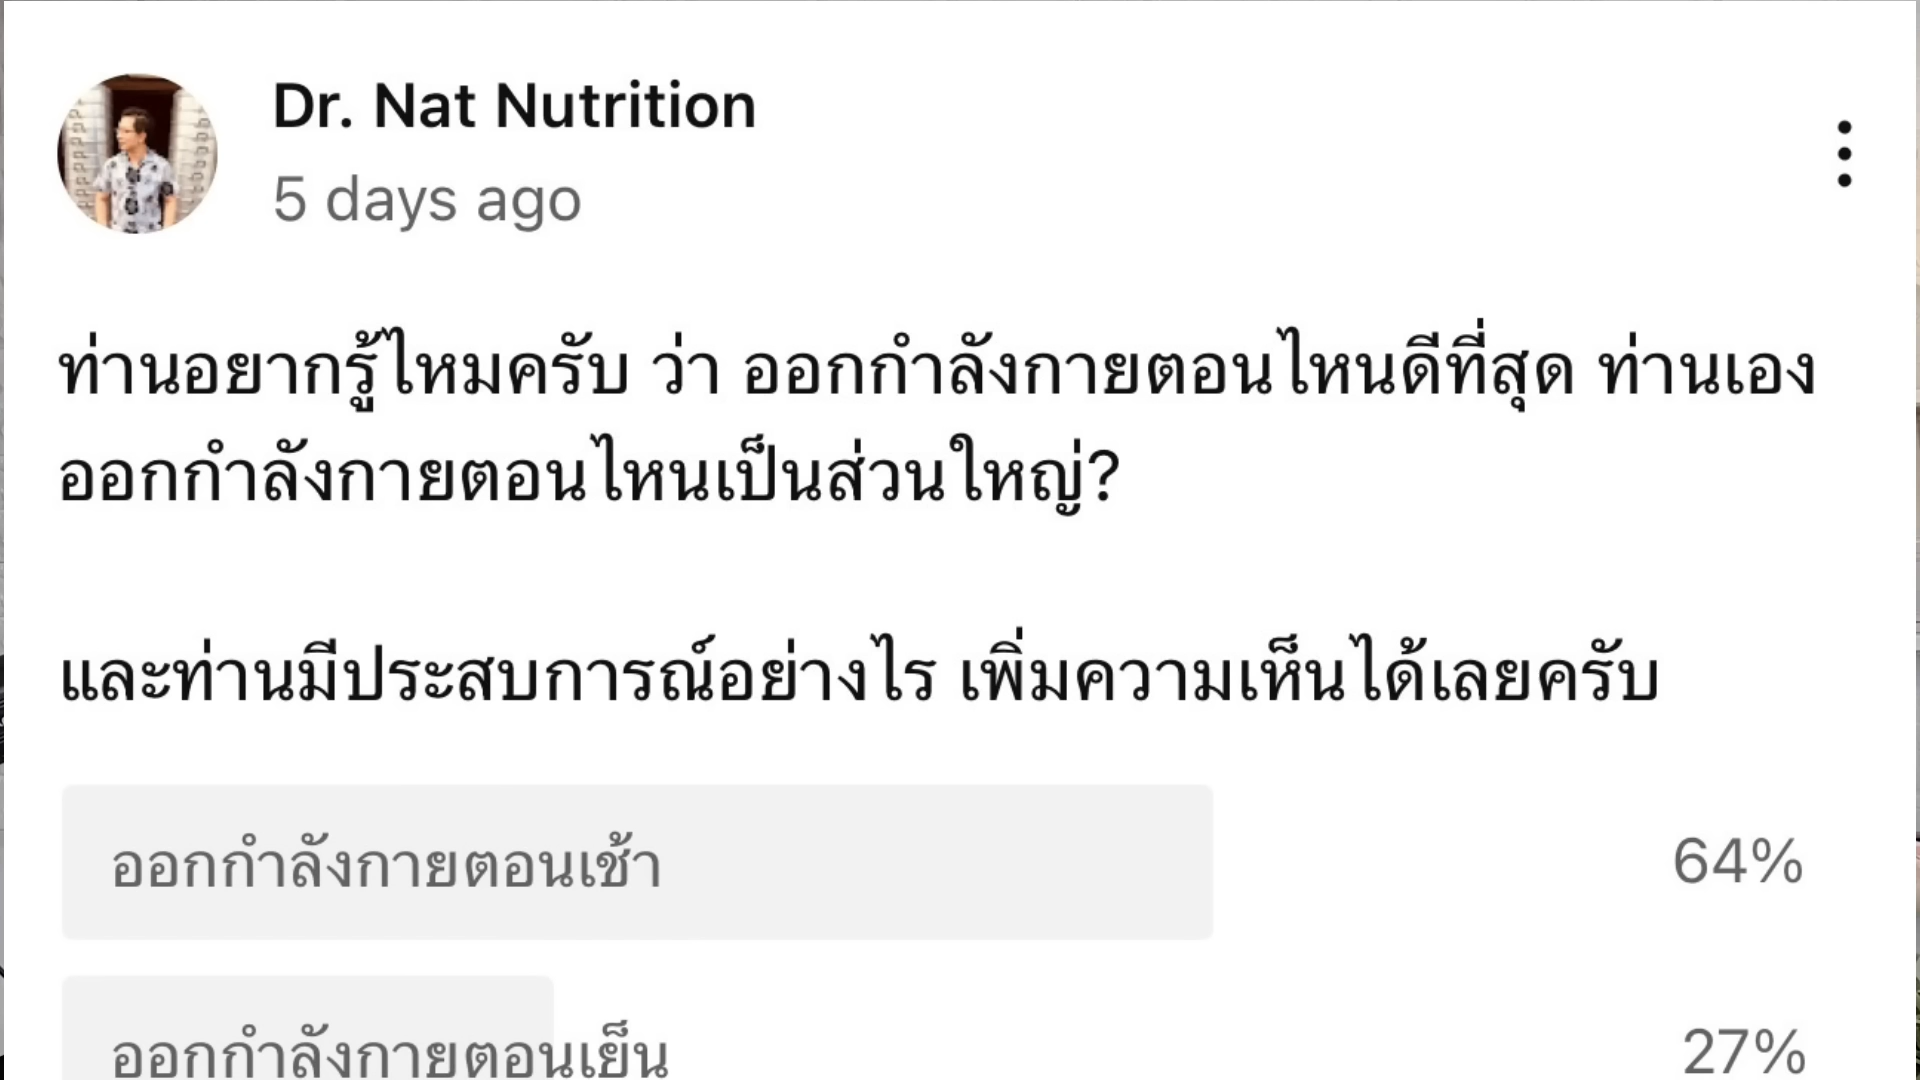 Dr. Nat Nutrition
5 days ago
ท่านอยากรู้ไหมครับ ว่า ออกกำลังกายตอนไหนดีที่สุด ท่านเอง
ออกกำลังกายตอนไหนเป็นส่วนใหญ่?
และท่านมีประสบการณ์อย่างไร เพิ่มความเห็นได้เลยครับ
ออกกำลังกายตอนเช้า 64%
ออกกำลังกายตอนเย็น 27%